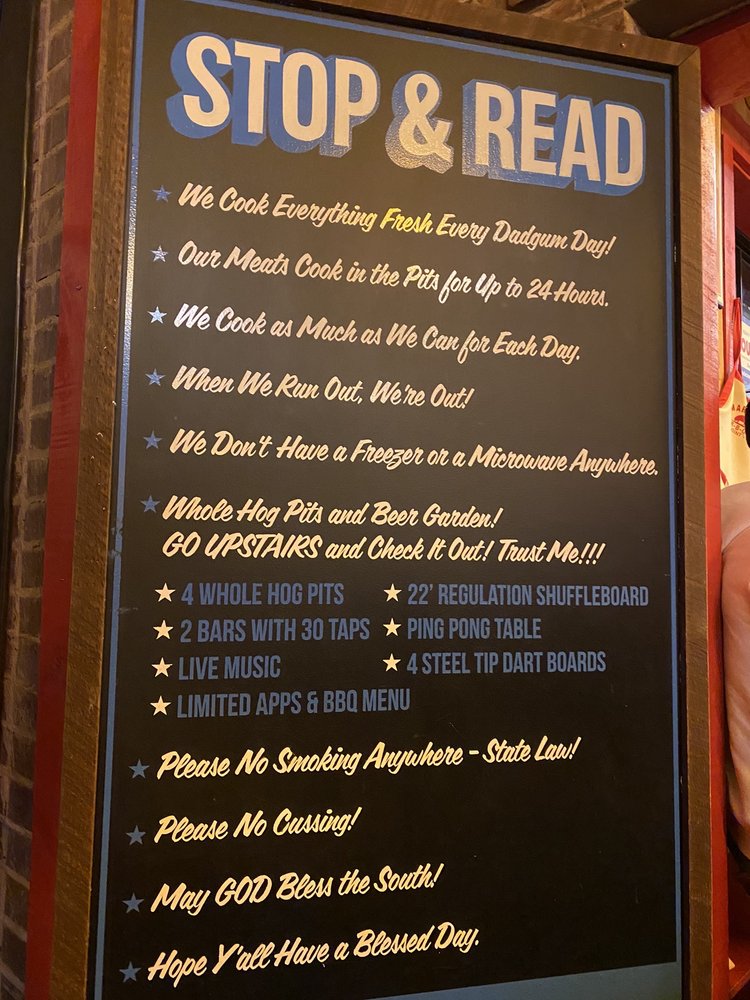 STOP & READ
We Cook Everything Fresh Every Dadgum Day!
Our Meats Cook in the Pits for Up to 24 Hours.
We Cook as Much as We Can for Each Day.
When We Run Out, We're Out!
We Don't Have a Freezer or a Microwave Anywhere.
Whole Hog Pits and Beer Garden!
GO UPSTAIRS and Check It Out! Trust Me!!!
4 WHOLE HOG PITS
2 BARS WITH 30 TAPS
LIVE MUSIC
LIMITED APPS & BBQ MENU
22' REGULATION SHUFFLEBOARD
PING PONG TABLE
4 STEEL TIP DART BOARDS
Please No Smoking Anywhere - State Law!
Please No Cussing!
May GOD Bless the South!
Hope Y'all Have a Blessed Day.